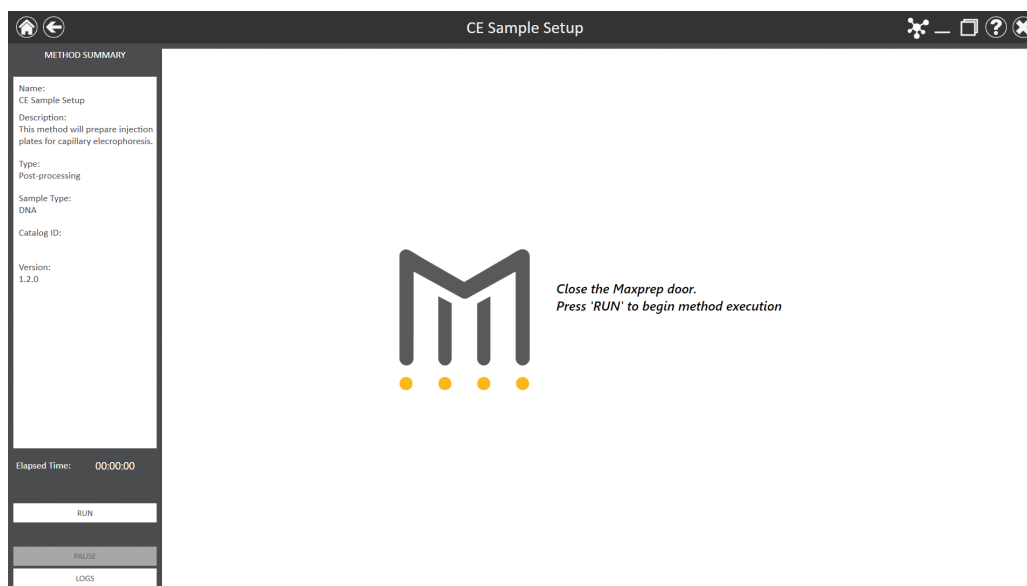 CE Sample Setup
METHOD SUMMARY
Name:
CE Sample Setup
Description:
This method will prepare injection
plates for capillary elecrophoresis.
Type:
Post-processing
Sample Type:
DNA
Catalog ID:
Version:
1.2.0
Close the Maxprep door.
Press 'RUN' to begin method execution
Elapsed Time: 00:00:00
RUN
PAUSE
LOGS